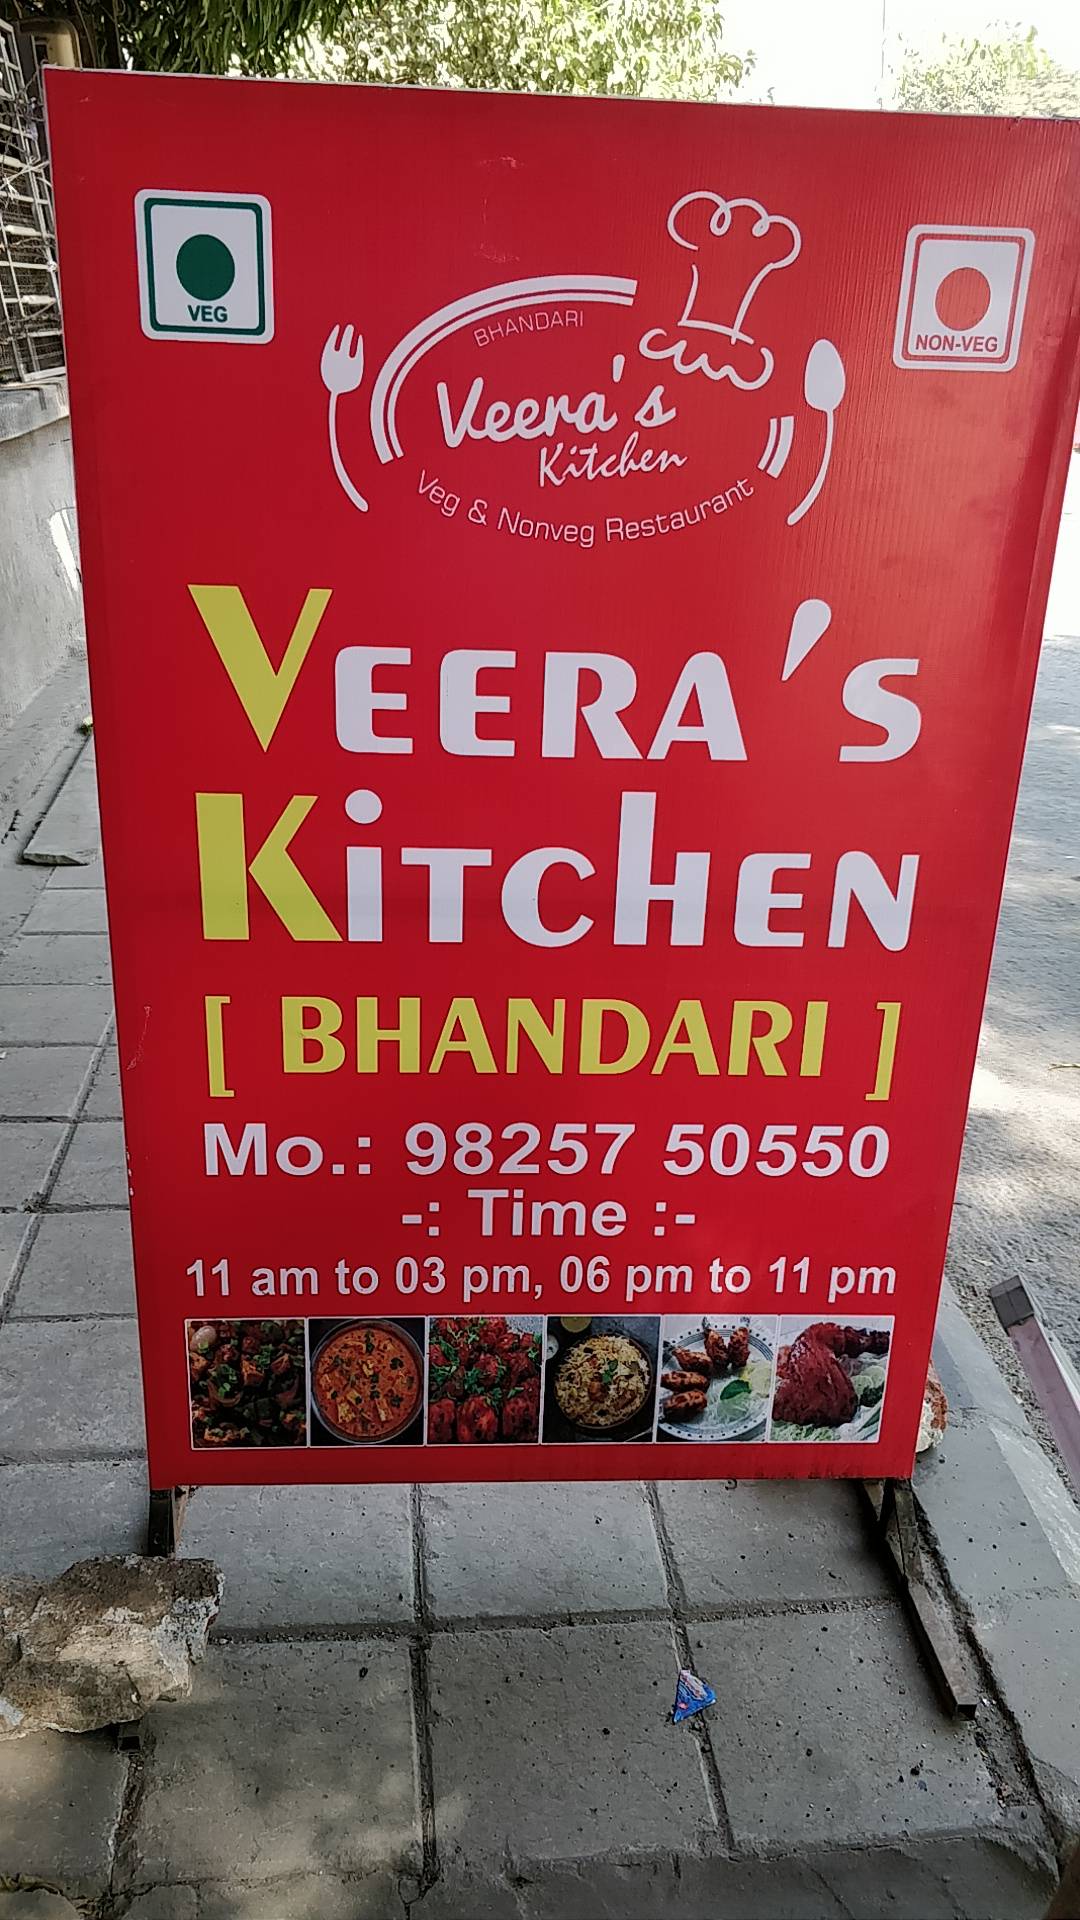 VEG
NON-VEG
BHANDARI
Veera's
Kitchen
Veg & Nonveg Restaurant
VEERA'S
KiTCHEN
[ BHANDARI ]
Mo.: 98257 50550
-: Time :-
11 am to 03 pm, 06 pm to 11 pm